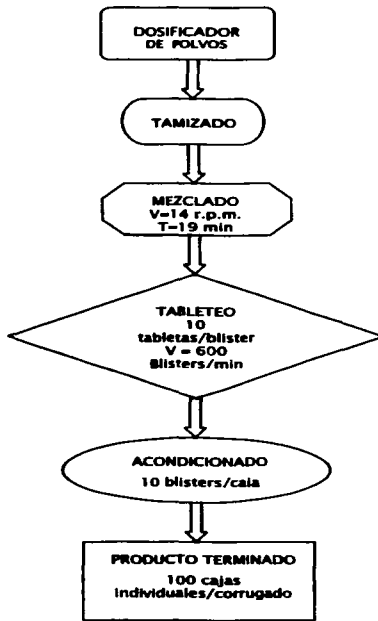 DOSIFICADOR
DE POLVOS
TAMIZADO
MEZCLADO
V=14 r.p.m.
T=19 min
TABLETEO
10
tabletas/blister
V = 600
Blisters/min
ACONDICIONADO
10 blisters/caja
PRODUCTO TERMINADO
100 cajas
individuales/corrugado